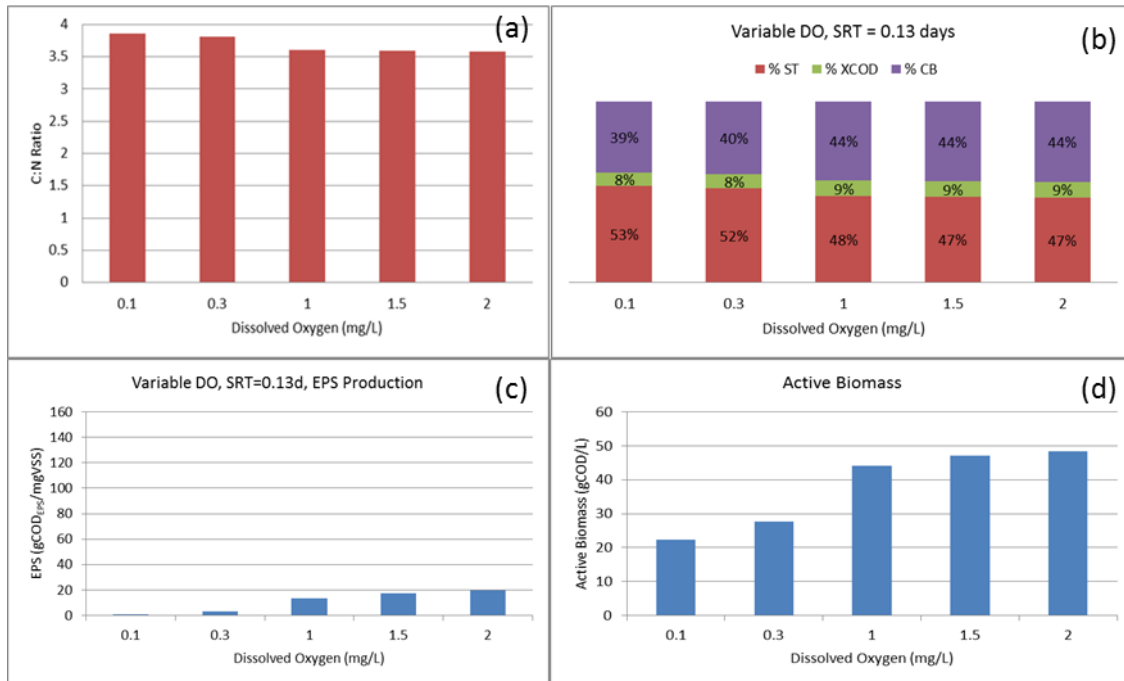 (a)
4
3.5
3
2.5
2
1.5
1
0.5
0
C:N Ratio
0.1 0.3 1 1.5 2
Dissolved Oxygen (mg/L)
Variable DO, SRT = 0.13 days
(b)
% ST % XCOD % CB
39% 40% 44% 44% 44%
8% 8% 9% 9% 9%
53% 52% 48% 47% 47%
0.1 0.3 1 1.5 2
Dissolved Oxygen (mg/L)
Variable DO, SRT=0.13d, EPS Production
(c)
160
140
120
100
80
60
40
20
0
EPS (gCODEPS/mgVSS)
0.1 0.3 1 1.5 2
Dissolved Oxygen (mg/L)
Active Biomass
(d)
60
50
40
30
20
10
0
Active Biomass (gCOD/L)
0.1 0.3 1 1.5 2
Dissolved Oxygen (mg/L)